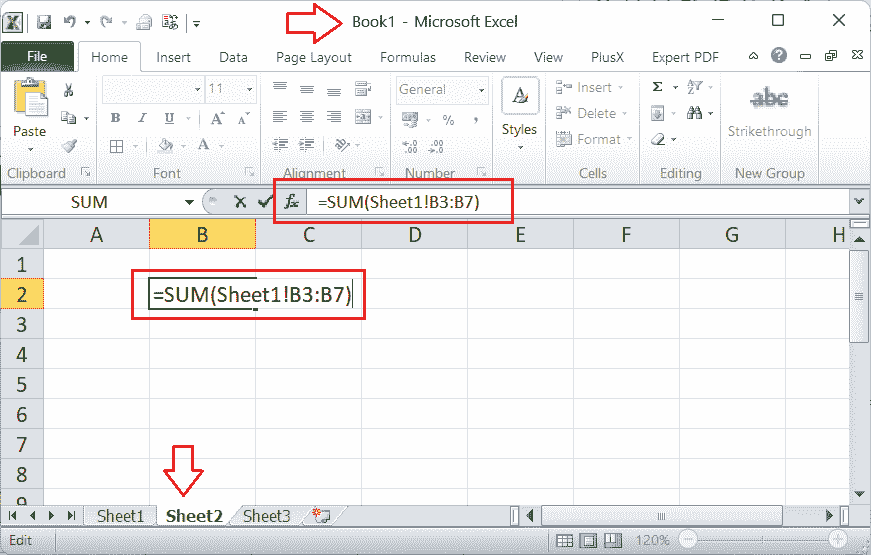 Book1 - Microsoft Excel
File Home Insert Data Page Layout Formulas Review View PlusX Expert PDF
Paste
11
General
Styles
Insert
Delete
Format
Σ
abc
Strikethrough
B I U A A
A
% ,
Clipboard Font Alignment Number Cells Editing New Group
SUM fx =SUM(Sheet1!B3:B7)
A B C D E F G H
1
2 =SUM(Sheet1!B3:B7)
3
4
5
6
7
8
9
Sheet1 Sheet2 Sheet3
Edit 120%